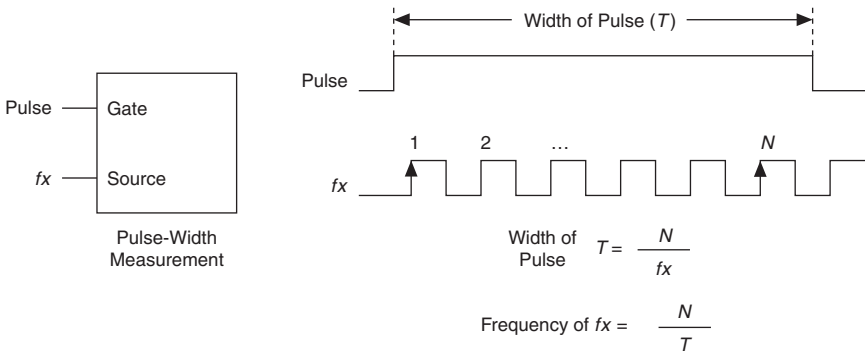 Width of Pulse (T)
Pulse
Gate
Pulse
1 2 … N
fx
Source
fx
Pulse-Width
Measurement
Width of
Pulse
T = N
fx
Frequency of fx = N
T